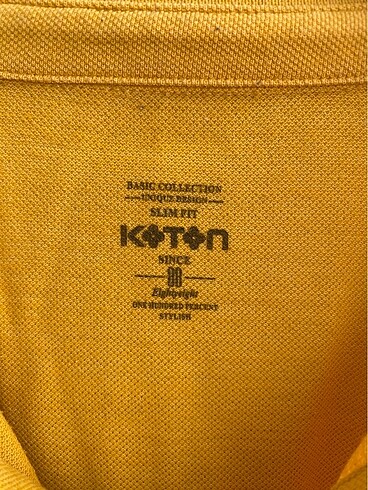 BASIC COLLECTION
UNIQUE DESIGN
SLIM FIT
KOTON
SINCE
88
Eightyeight
ONE HUNDRED PERCENT
STYLISH